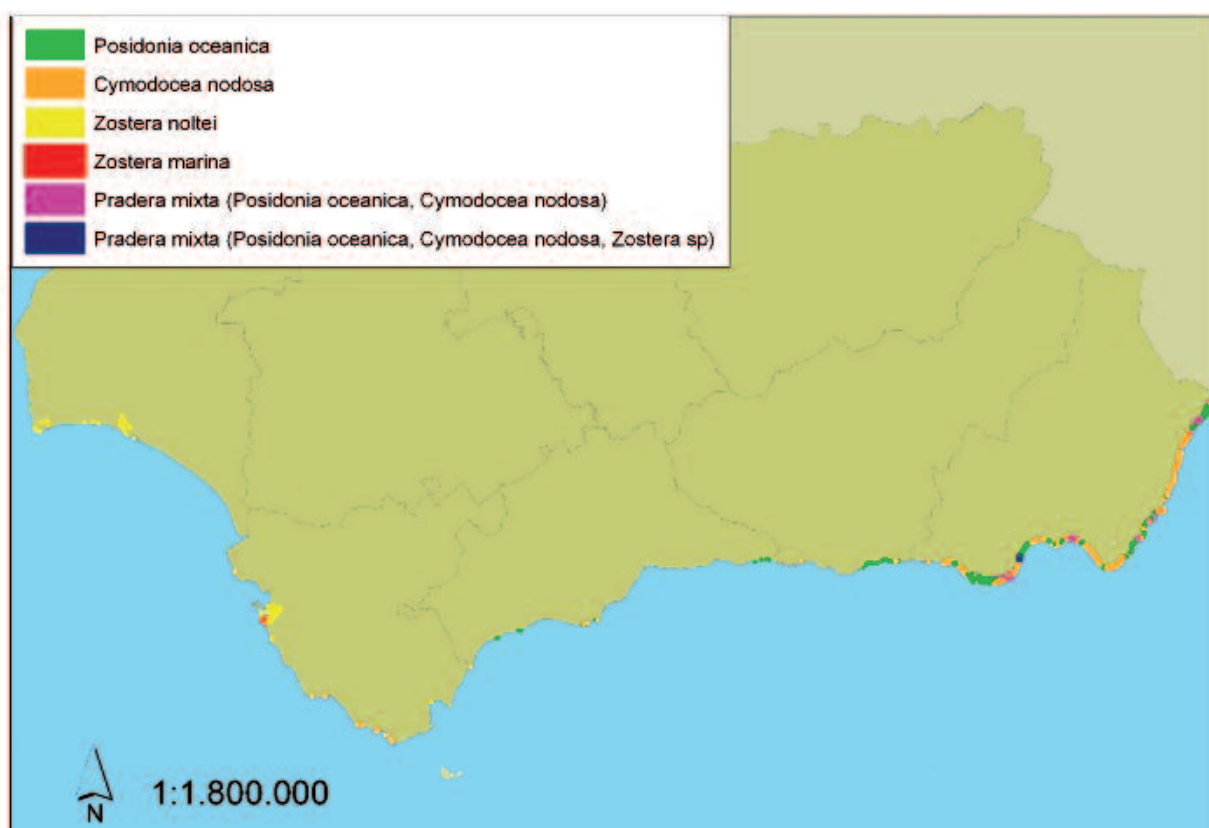 Posidonia oceanica
Cymodocea nodosa
Zostera noltei
Zostera marina
Pradera mixta (Posidonia oceanica, Cymodocea nodosa)
Pradera mixta (Posidonia oceanica, Cymodocea nodosa, Zostera sp)
N
1:1.800.000